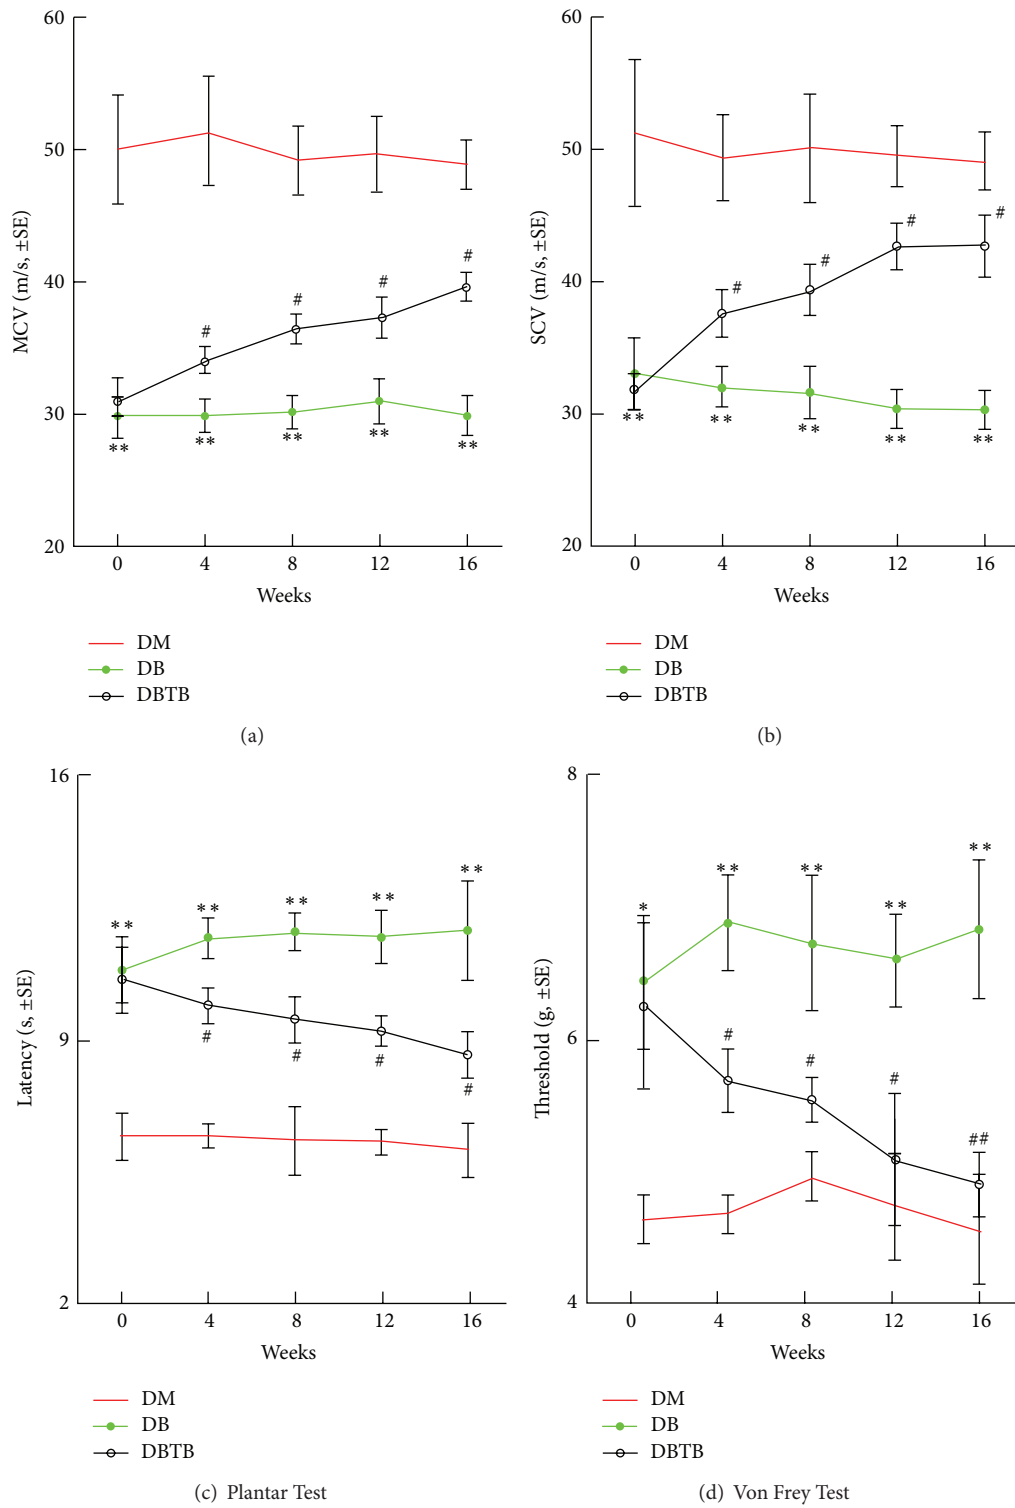 60
50
40
30
20
MCV (m/s, ±SE)
# # # # #
** ** ** ** **
0 4 8 12 16
Weeks
DM
DB
DBTB
(a)
60
50
40
30
20
SCV (m/s, ±SE)
# # # # #
** ** ** ** **
0 4 8 12 16
Weeks
DM
DB
DBTB
(b)
16
9
2
Latency (s, ±SE)
** ** ** ** **
# # # #
0 4 8 12 16
Weeks
DM
DB
DBTB
(c) Plantar Test
8
6
4
Threshold (g, ±SE)
* ** ** ** **
# # # ##
0 4 8 12 16
Weeks
DM
DB
DBTB
(d) Von Frey Test